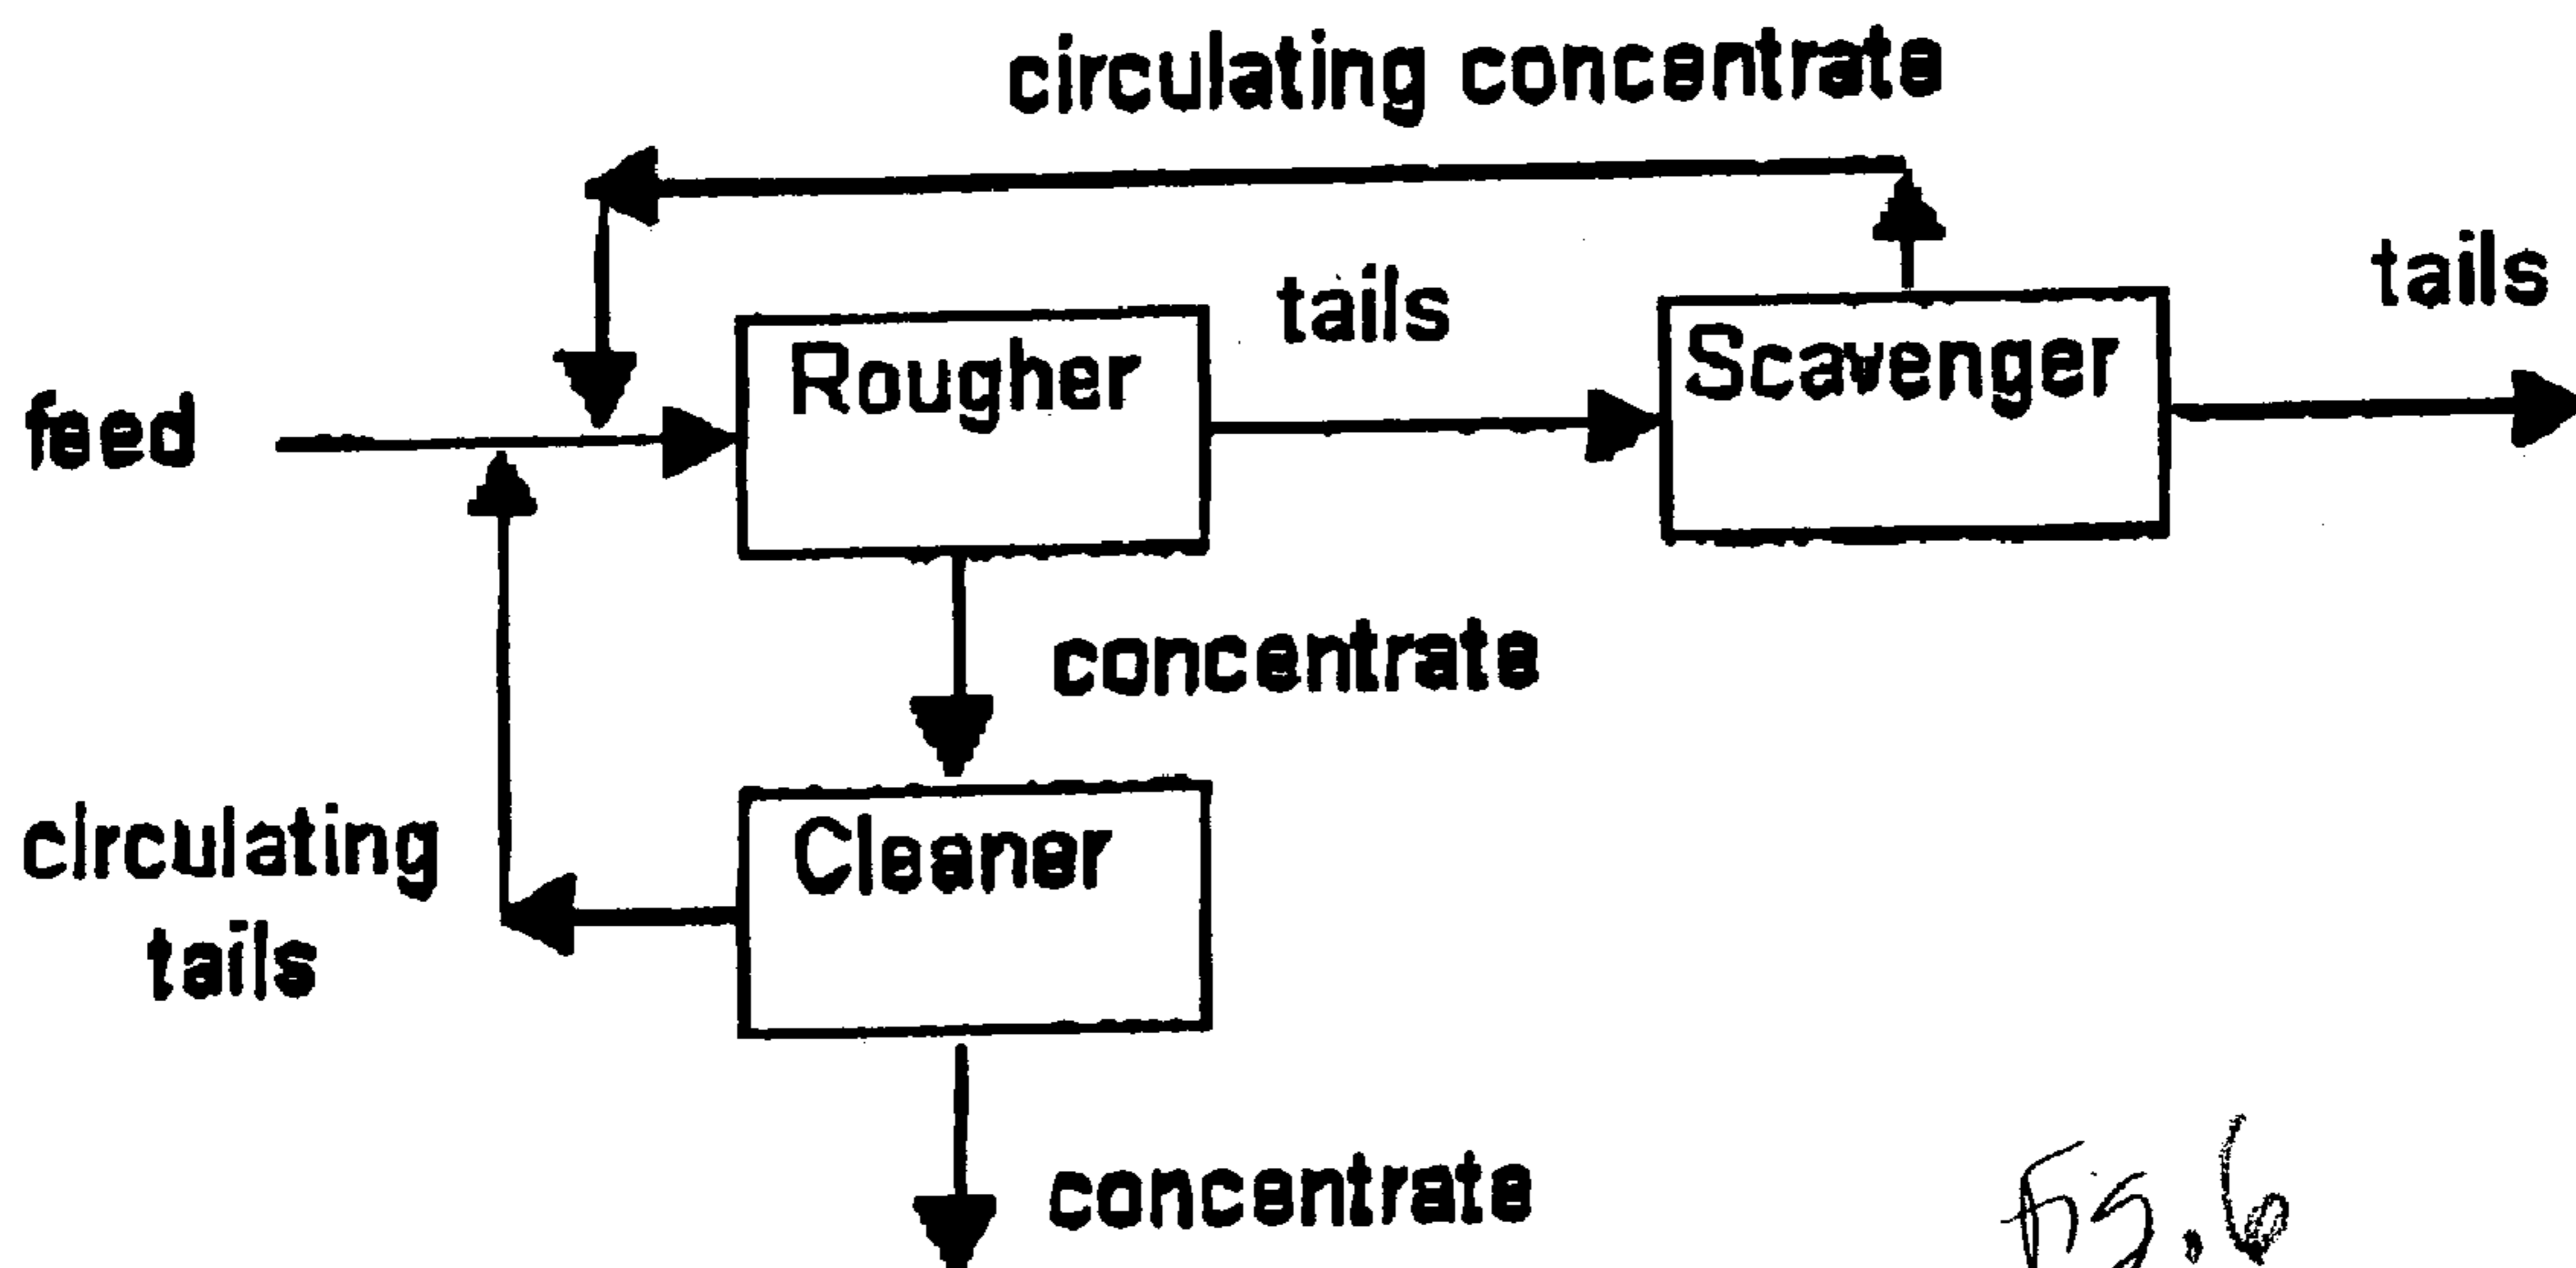 circulating concentrate
tails
tails
Rougher
Scavenger
feed
concentrate
circulating
tails
Cleaner
concentrate
Fig. 6